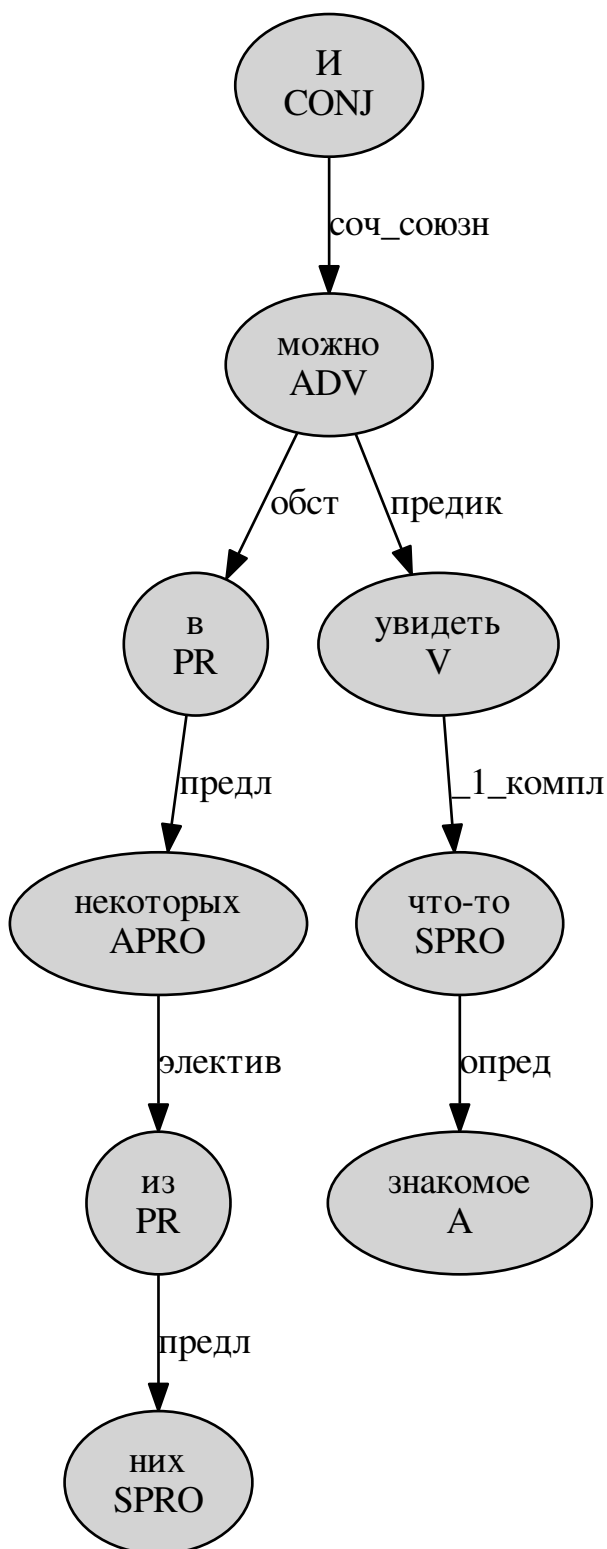 И
CONJ
соч_союзн
можно
ADV
обст
предик
в
PR
увидеть
V
предл
_1_компл
некоторых
APRO
что-то
SPRO
электив
опред
из
PR
знакомое
A
предл
них
SPRO